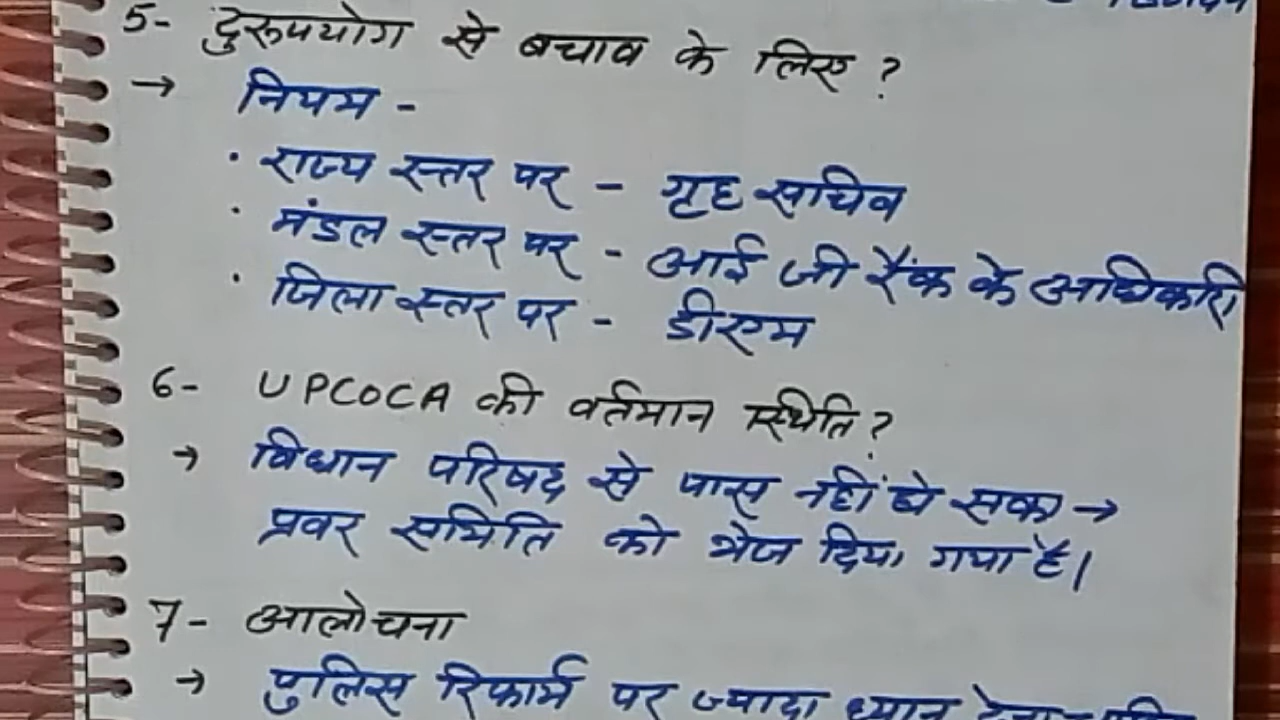 5- दुरुपयोग से बचाव के लिए ?
→ नियम -
· राज्य स्तर पर - गृह सचिव
· मंडल स्तर पर - आई जी रैंक के अधिकारी
· जिला स्तर पर - डीएम
6- UPCOCA की वर्तमान स्थिति ?
→ विधान परिषद से पास नहीं हो सका →
प्रवर समिति को भेज दिया गया है।
7- आलोचना
→ पुलिस रिफार्म पर ज्यादा ध्यान देना